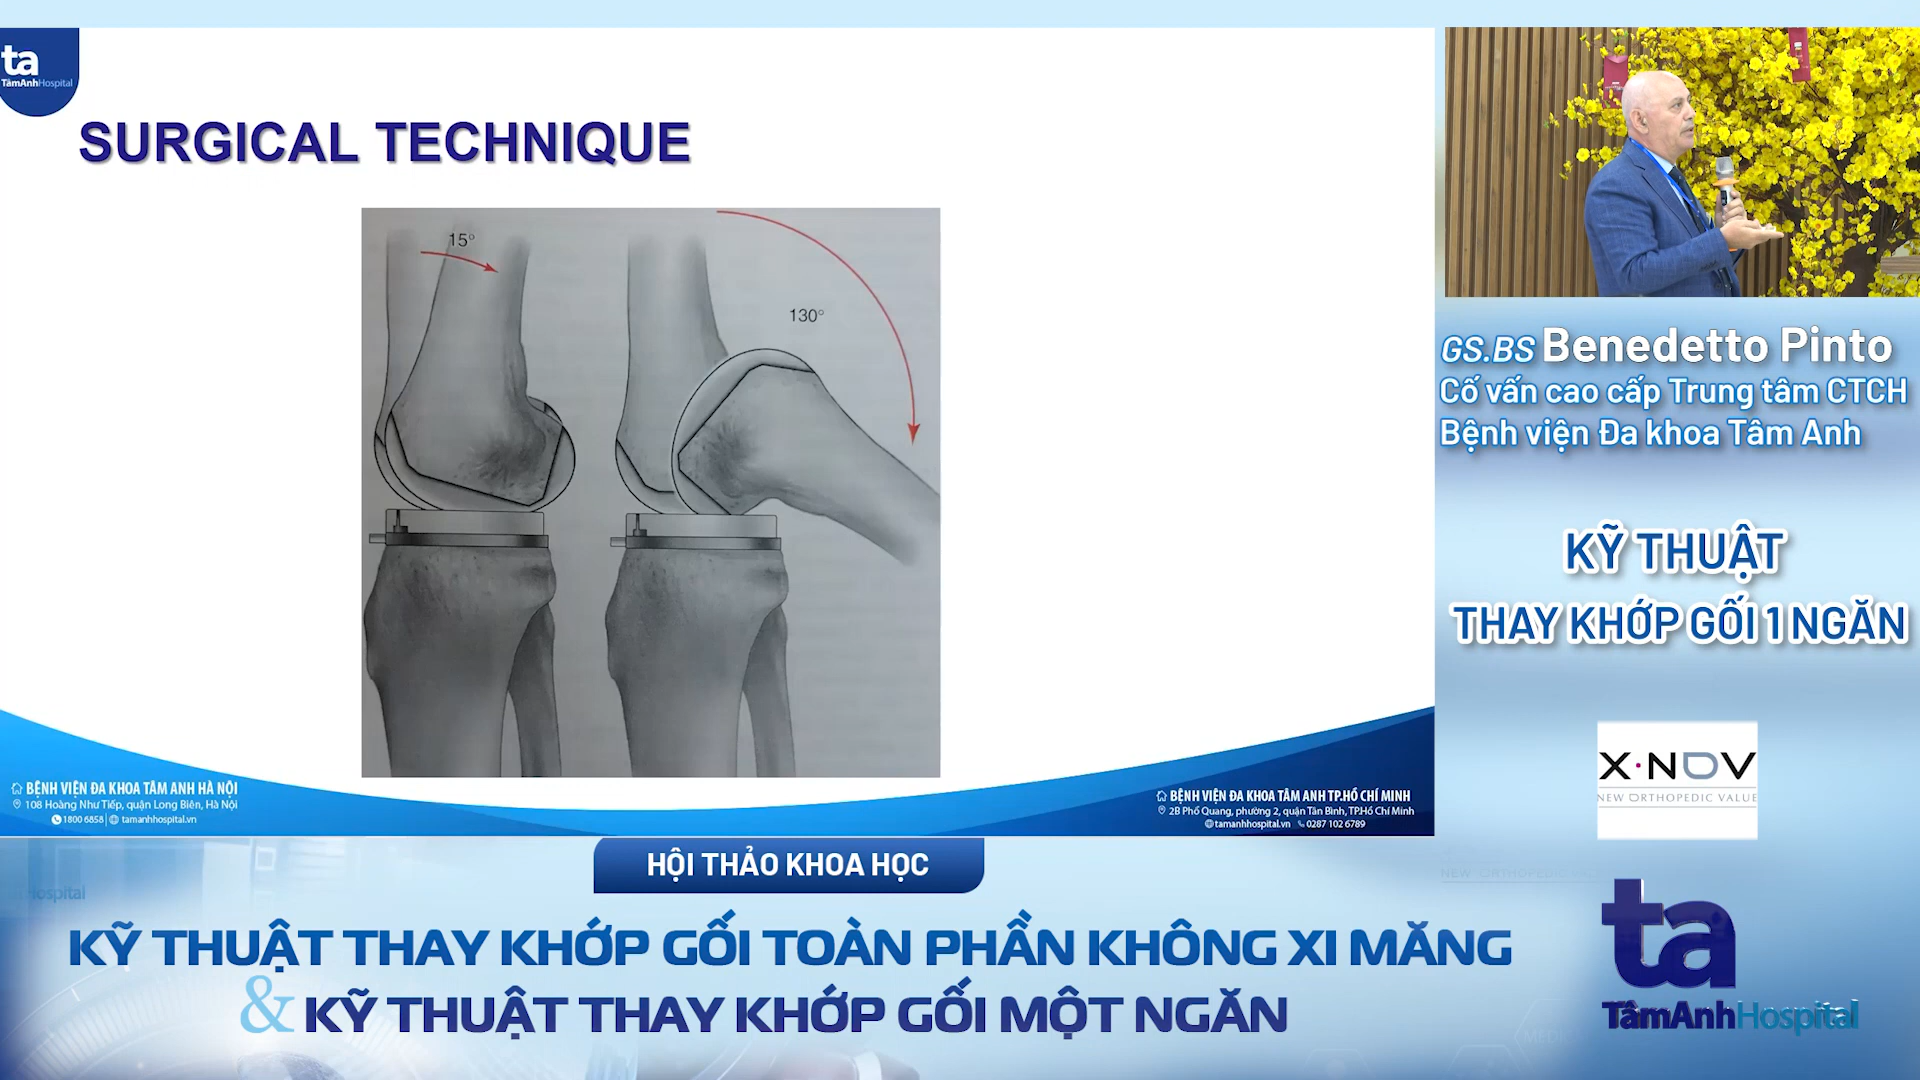 ta
TâmAnhHospital
SURGICAL TECHNIQUE
15°
130°
BỆNH VIỆN ĐA KHOA TÂM ANH HÀ NỘI
108 Hoàng Như Tiếp, quận Long Biên, Hà Nội
1800 6858 | tamanhhospital.vn
BỆNH VIỆN ĐA KHOA TÂM ANH TP.HỒ CHÍ MINH
2B Phổ Quang, phường 2, quận Tân Bình, TP.Hồ Chí Minh
tamanhhospital.vn 0287 102 6789
GS.BS Benedetto Pinto
Cố vấn cao cấp Trung tâm CTCH
Bệnh viện Đa khoa Tâm Anh
KỸ THUẬT
THAY KHỚP GỐI 1 NGĂN
X·NOV
NEW ORTHOPEDIC VALUE
HỘI THẢO KHOA HỌC
KỸ THUẬT THAY KHỚP GỐI TOÀN PHẦN KHÔNG XI MĂNG
& KỸ THUẬT THAY KHỚP GỐI MỘT NGĂN
ta
TâmAnhHospital